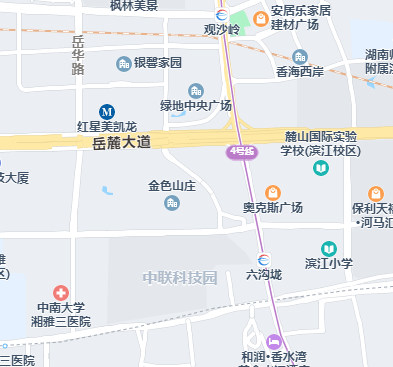 枫林美景
观沙岭
安居乐家居
建材广场
岳华路
银馨家园
香海西岸
湖南师
附属滨
绿地中央广场
M
红星美凯龙
岳麓大道
麓山国际实验
学校(滨江校区)
4号线
技大厦
金色山庄
奥克斯广场
保利天禧
•河马汇
六沟垅
滨江小学
中联科技园
中南大学
湘雅三医院
和润•香水湾
三医院